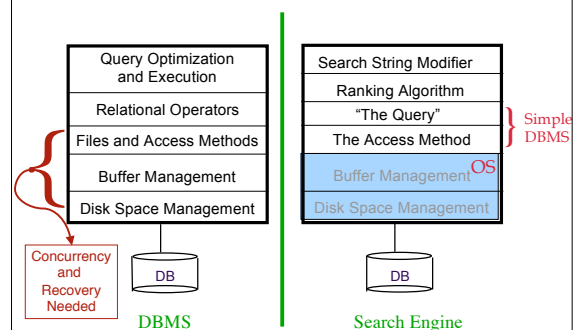 Query Optimization
and Execution
Relational Operators
Files and Access Methods
Buffer Management
Disk Space Management
Concurrency
and
Recovery
Needed
DB
DBMS
Search String Modifier
Ranking Algorithm
“The Query”
The Access Method
Simple
DBMS
OS
Buffer Management
Disk Space Management
DB
Search Engine